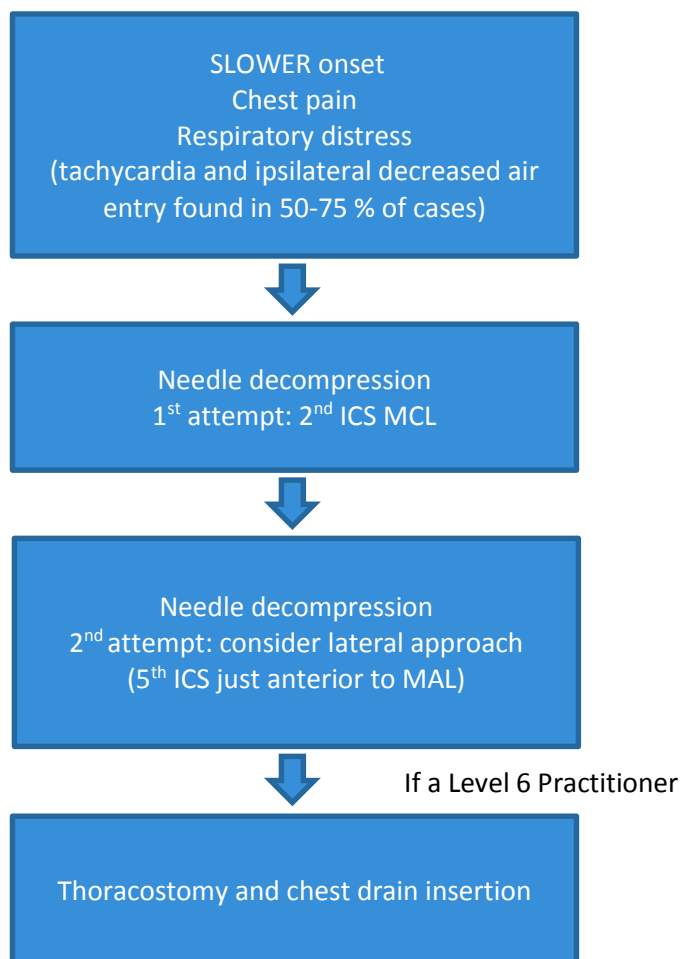 SLOWER onset
Chest pain
Respiratory distress
(tachycardia and ipsilateral decreased air
entry found in 50-75 % of cases)
Needle decompression
1st attempt: 2nd ICS MCL
Needle decompression
2nd attempt: consider lateral approach
(5th ICS just anterior to MAL)
If a Level 6 Practitioner
Thoracostomy and chest drain insertion